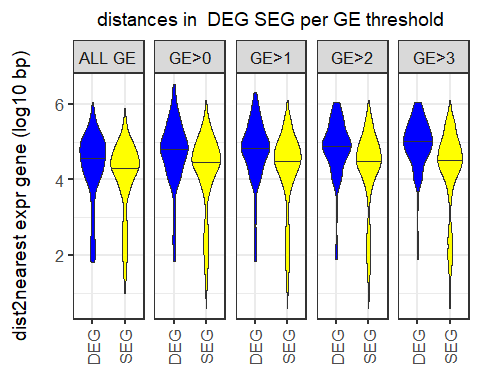 distances in  DEG SEG per GE threshold
ALL GE GE>0 GE>1 GE>2 GE>3
dist2nearest expr gene (log10 bp)
6
4
2
DEG SEG DEG SEG DEG SEG DEG SEG DEG SEG